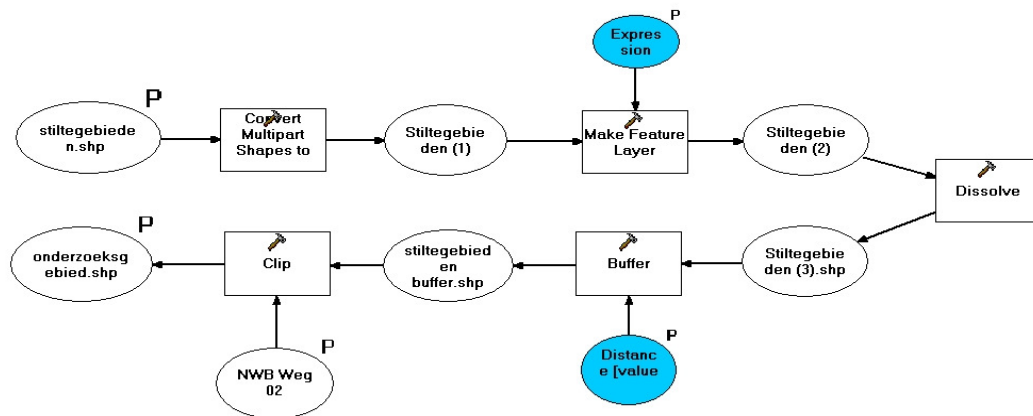 P
Expres
sion
P
stiltegebiede
n.shp
Convert
Multipart
Shapes to
Stiltegebie
den (1)
Make Feature
Layer
Stiltegebie
den (2)
Dissolve
P
onderzoeksg
ebied.shp
Clip
stiltegebied
en
buffer.shp
Buffer
Stiltegebie
den (3).shp
P
NWB Weg
02
P
Distanc
e [value